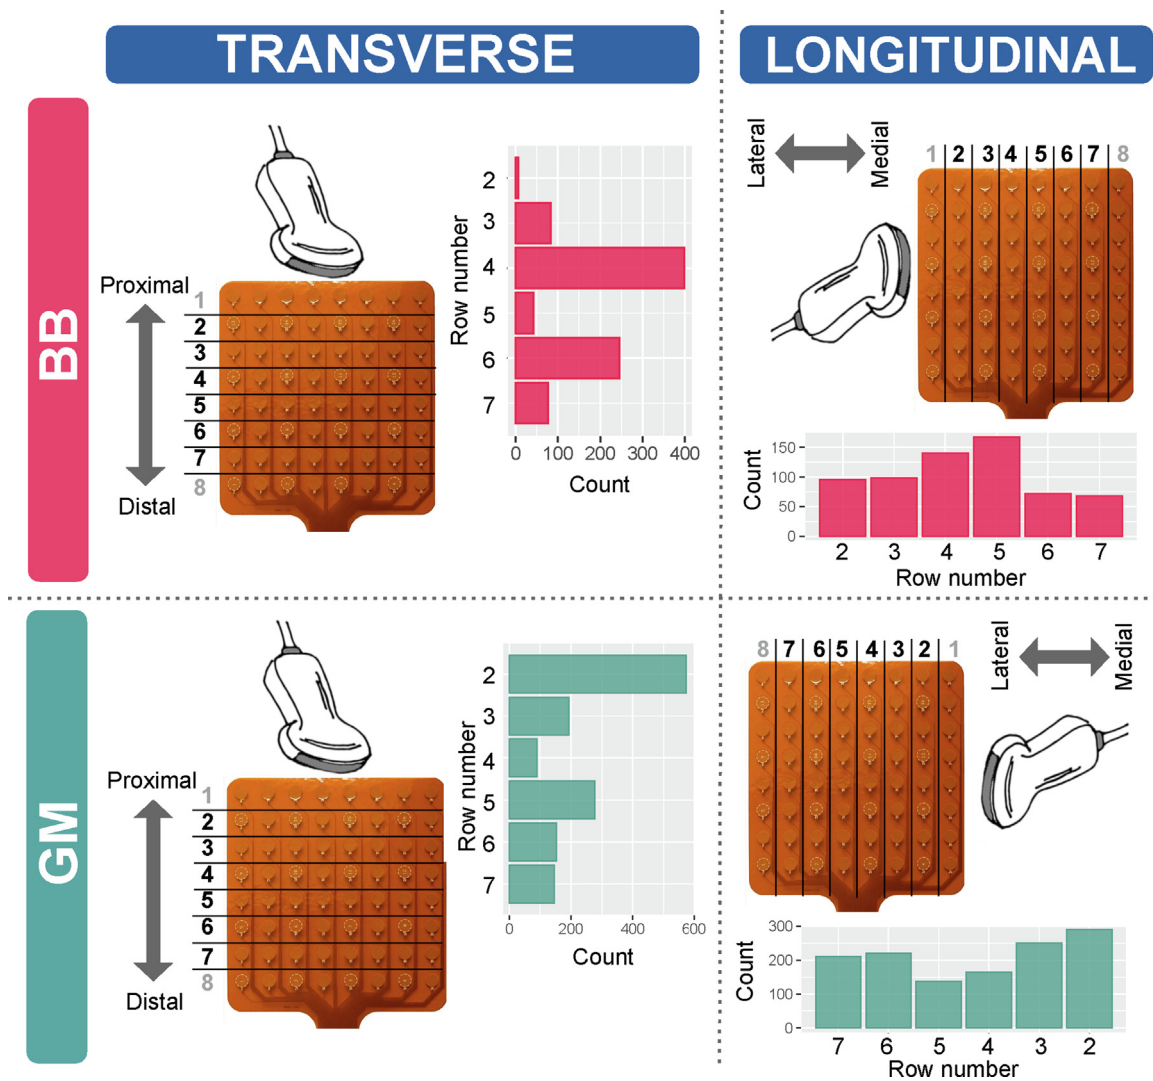 TRANSVERSE
LONGITUDINAL
BB
Proximal
Distal
1
2
3
4
5
6
7
8
Row number
2
3
4
5
6
7
0 100 200 300 400
Count
Lateral
Medial
1 2 3 4 5 6 7 8
Count
150
100
50
0
2 3 4 5 6 7
Row number
GM
Proximal
Distal
1
2
3
4
5
6
7
8
Row number
2
3
4
5
6
7
0 200 400 600
Count
8 7 6 5 4 3 2 1
Lateral
Medial
Count
300
200
100
0
7 6 5 4 3 2
Row number